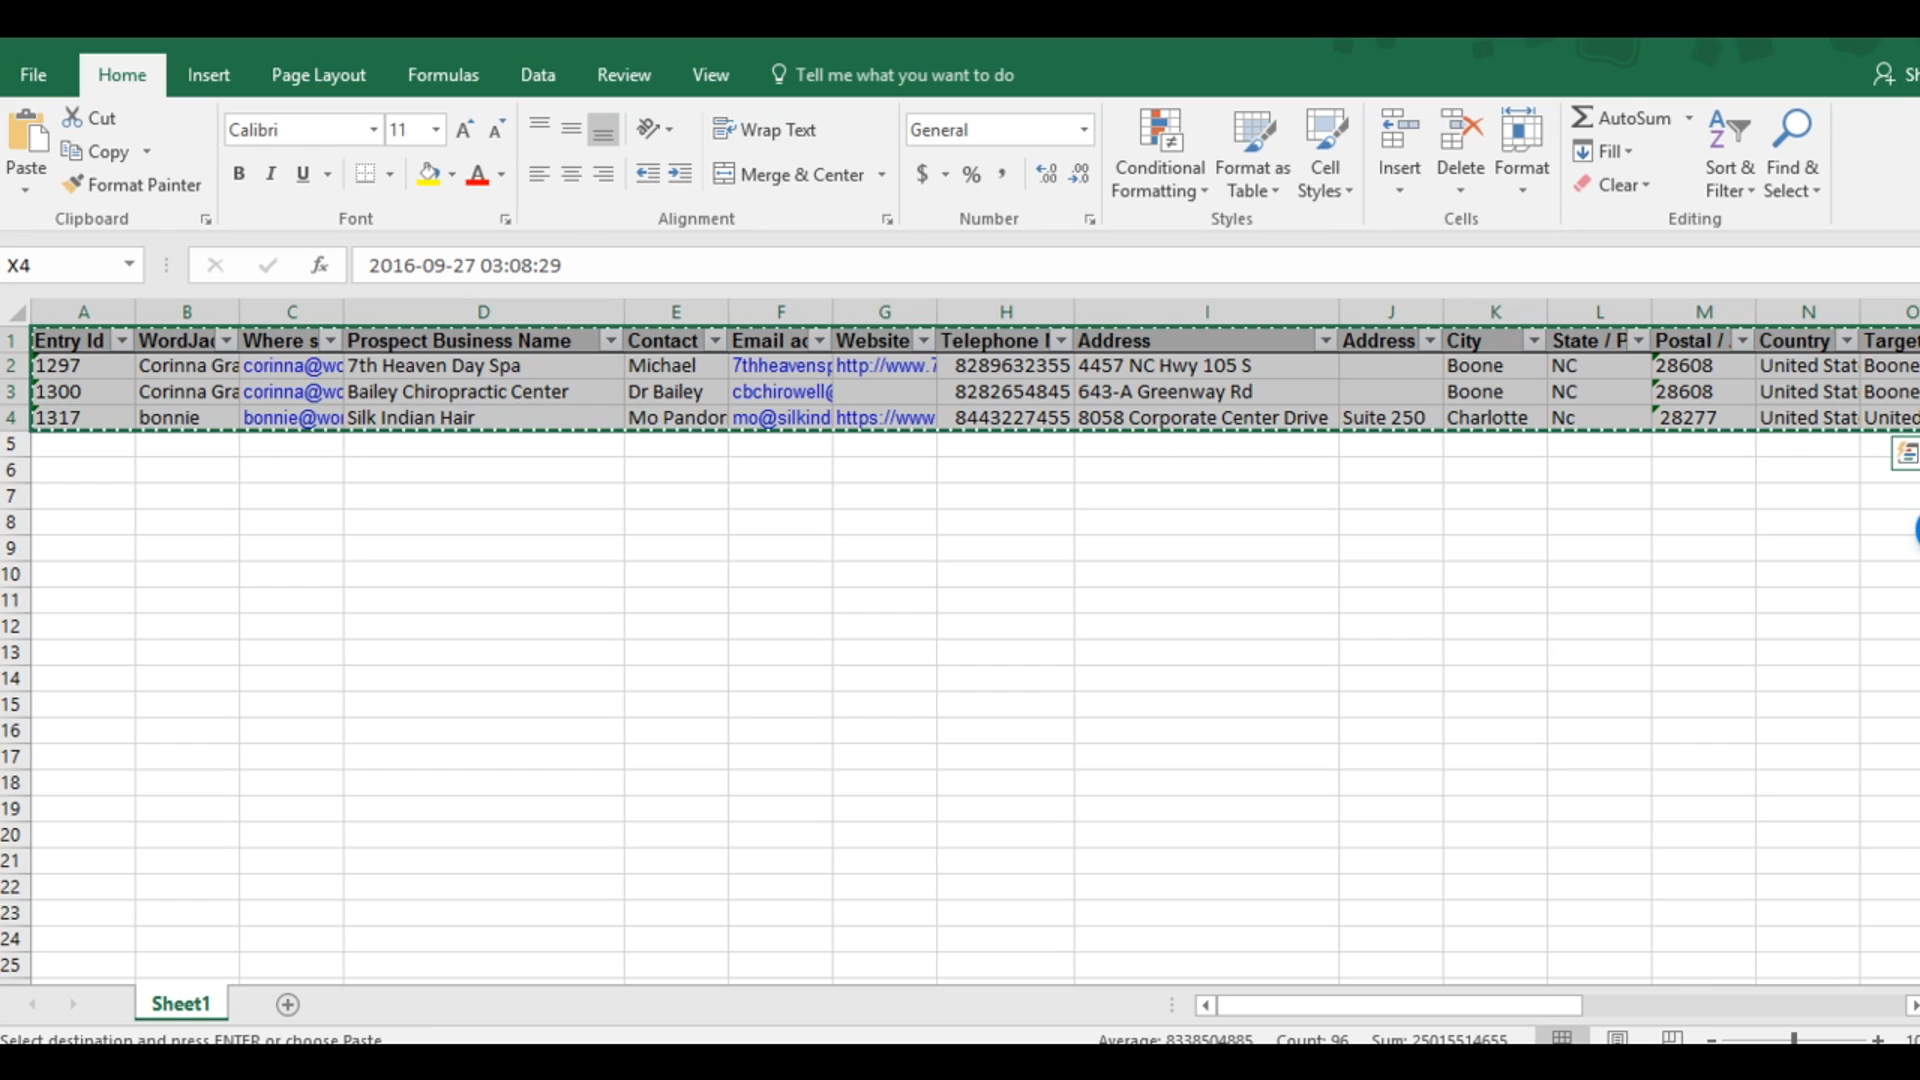 File Home Insert Page Layout Formulas Data Review View Tell me what you want to do
Cut
Copy
Format Painter
Paste
Clipboard
Calibri 11
B I U
Font
Wrap Text
Merge & Center
Alignment
General
$ % ,
Number
Conditional Formatting
Format as Table
Cell Styles
Styles
Insert Delete Format
Cells
AutoSum
Fill
Clear
Sort & Filter
Find & Select
Editing
X4 fx 2016-09-27 03:08:29
A B C D E F G H I J K L M N O
1 Entry Id WordJac Where s Prospect Business Name Contact Email ac Website Telephone Address Address City State / P Postal / Country Target
2 1297 Corinna Gra corinna@wo 7th Heaven Day Spa Michael 7thheavensp http://www.7 8289632355 4457 NC Hwy 105 S Boone NC 28608 United Stat Boone
3 1300 Corinna Gra corinna@wo Bailey Chiropractic Center Dr Bailey cbchirowell@ 8282654845 643-A Greenway Rd Boone NC 28608 United Stat Boone
4 1317 bonnie bonnie@wor Silk Indian Hair Mo Pandor mo@silkind https://www 8443227455 8058 Corporate Center Drive Suite 250 Charlotte Nc 28277 United Stat United
5
6
7
8
9
10
11
12
13
14
15
16
17
18
19
20
21
22
23
24
25
Sheet1
Select destination and press ENTER or choose Paste Average: 8338504885 Count: 96 Sum: 25015514655